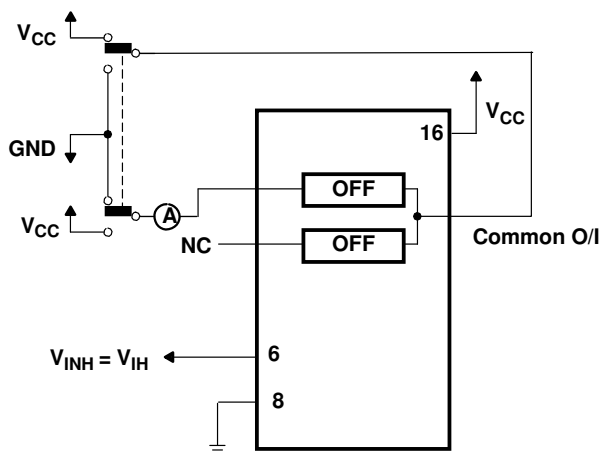 VCC
VCC
16
GND
OFF
A
VCC
NC
OFF
Common O/I
VINH = VIH
6
8